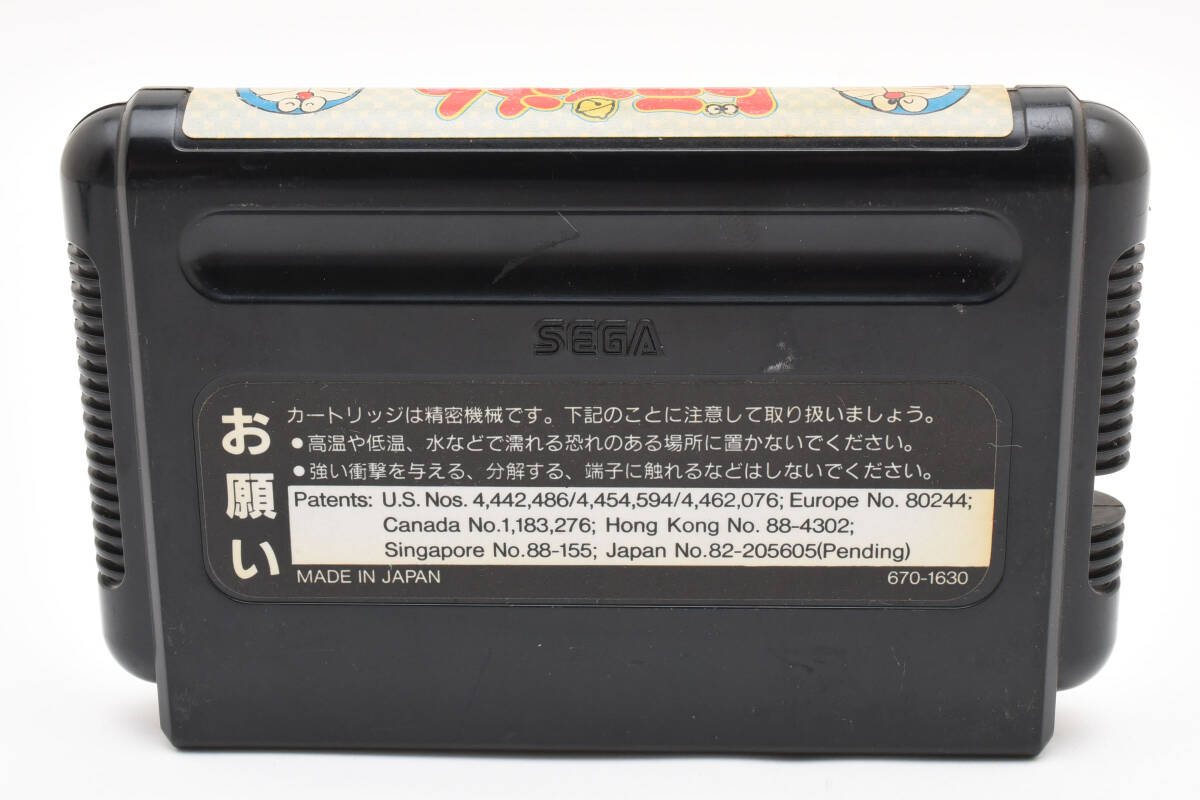 SEGA
お願い
カートリッジは精密機械です。下記のことに注意して取り扱いましょう。
●高温や低温、水などで濡れる恐れのある場所に置かないでください。
●強い衝撃を与える、分解する、端子に触れるなどはしないでください。
Patents: U.S. Nos. 4,442,486/4,454,594/4,462,076; Europe No. 80244;
Canada No.1,183,276; Hong Kong No. 88-4302;
Singapore No.88-155; Japan No.82-205605(Pending)
MADE IN JAPAN 670-1630